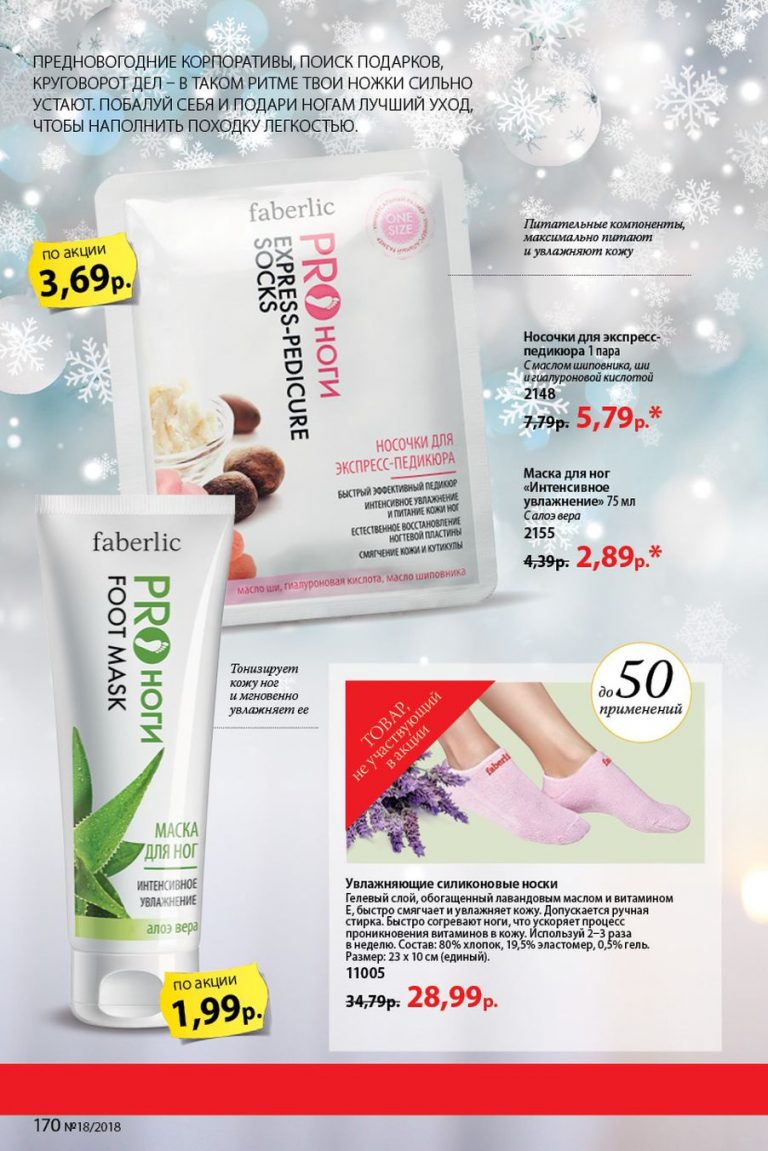 ПРЕДНОВОГОДНИЕ КОРПОРАТИВЫ, ПОИСК ПОДАРКОВ,
КРУГОВОРОТ ДЕЛ – В ТАКОМ РИТМЕ ТВОИ НОЖКИ СИЛЬНО
УСТАЮТ. ПОБАЛУЙ СЕБЯ И ПОДАРИ НОГАМ ЛУЧШИЙ УХОД,
ЧТОБЫ НАПОЛНИТЬ ПОХОДКУ ЛЕГКОСТЬЮ.
по акции
3,69р.
faberlic
PRO НОГИ
EXPRESS-PEDICURE
SOCKS
ONE
SIZE
НОСОЧКИ ДЛЯ
ЭКСПРЕСС-ПЕДИКЮРА
БЫСТРЫЙ ЭФФЕКТИВНЫЙ ПЕДИКЮР
ИНТЕНСИВНОЕ УВЛАЖНЕНИЕ
И ПИТАНИЕ КОЖИ НОГ
ЕСТЕСТВЕННОЕ ВОССТАНОВЛЕНИЕ
НОГТЕВОЙ ПЛАСТИНЫ
СМЯГЧЕНИЕ КОЖИ И КУТИКУЛЫ
масло ши, гиалуроновая кислота, масло шиповника
Питательные компоненты,
максимально питают
и увлажняют кожу
Носочки для экспресс-
педикюра 1 пара
С маслом шиповника, ши
и гиалуроновой кислотой
2148
7,79р. 5,79р.*
Маска для ног
«Интенсивное
увлажнение» 75 мл
С алоэ вера
2155
4,39р. 2,89р.*
faberlic
PRO НОГИ
FOOT MASK
МАСКА
ДЛЯ НОГ
ИНТЕНСИВНОЕ
УВЛАЖНЕНИЕ
алоэ вера
по акции
1,99р.
Тонизирует
кожу ног
и мгновенно
увлажняет ее
ТОВАР,
не участвующий
в акции
до 50
применений
faberlic
Увлажняющие силиконовые носки
Гелевый слой, обогащенный лавандовым маслом и витамином
Е, быстро смягчает и увлажняет кожу. Допускается ручная
стирка. Быстро согревают ноги, что ускоряет процесс
проникновения витаминов в кожу. Используй 2–3 раза
в неделю. Состав: 80% хлопок, 19,5% эластомер, 0,5% гель.
Размер: 23 х 10 см (единый).
11005
34,79р. 28,99р.
170 №18/2018